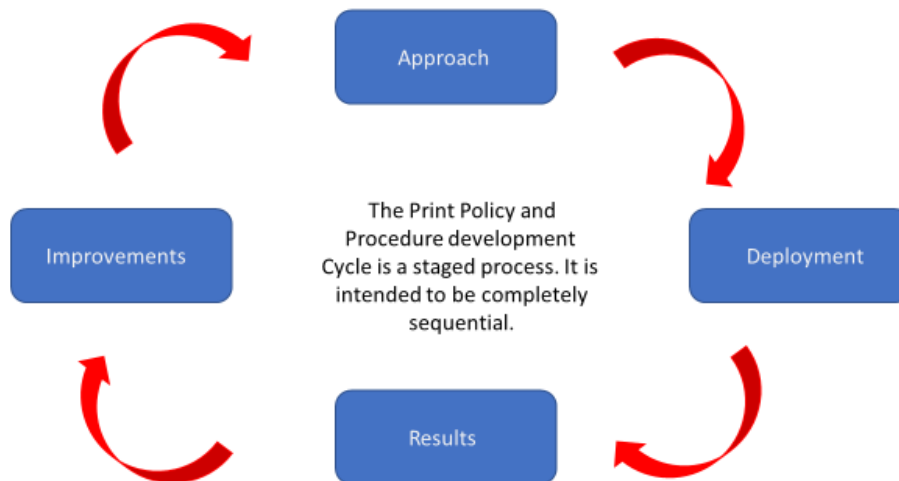 Approach
The Print Policy and
Procedure development
Cycle is a staged process. It is
intended to be completely
sequential.
Improvements
Deployment
Results